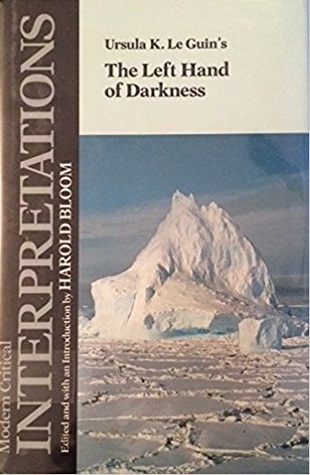 Ursula K. Le Guin's
The Left Hand
of Darkness
Modern Critical
INTERPRETATIONS
Edited and with an Introduction by HAROLD BLOOM